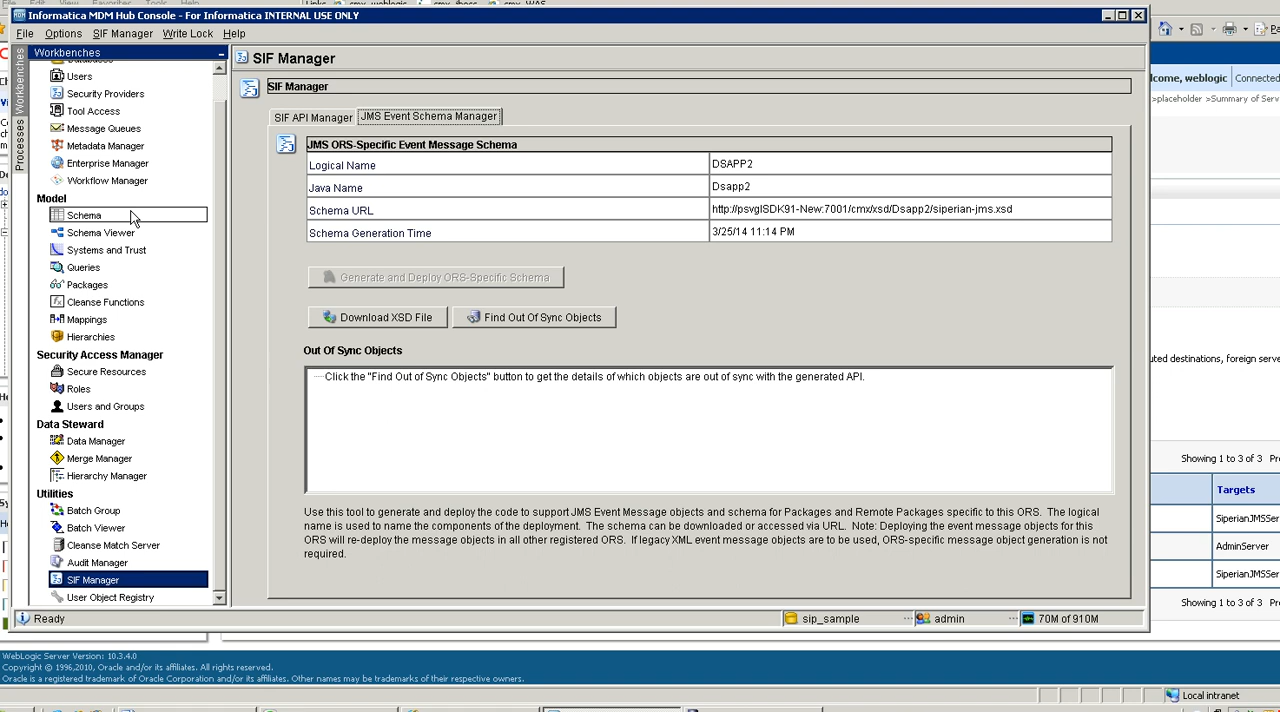 Informatica MDM Hub Console - For Informatica INTERNAL USE ONLY
File Options SIF Manager Write Lock Help
Workbenches
Processes
Workbenches
Users
Security Providers
Tool Access
Message Queues
Metadata Manager
Enterprise Manager
Workflow Manager
Model
Schema
Schema Viewer
Systems and Trust
Queries
Packages
Cleanse Functions
Mappings
Hierarchies
Security Access Manager
Secure Resources
Roles
Users and Groups
Data Steward
Data Manager
Merge Manager
Hierarchy Manager
Utilities
Batch Group
Batch Viewer
Cleanse Match Server
Audit Manager
SIF Manager
User Object Registry
SIF Manager
SIF Manager
SIF API Manager JMS Event Schema Manager
JMS ORS-Specific Event Message Schema
Logical Name DSAPP2
Java Name Dsapp2
Schema URL http://psvglSDK91-New:7001/cmx/xsd/Dsapp2/siperian-jms.xsd
Schema Generation Time 3/25/14 11:14 PM
Generate and Deploy ORS-Specific Schema
Download XSD File Find Out Of Sync Objects
Out Of Sync Objects
Click the "Find Out of Sync Objects" button to get the details of which objects are out of sync with the generated API.
Use this tool to generate and deploy the code to support JMS Event Message objects and schema for Packages and Remote Packages specific to this ORS. The logical
name is used to name the components of the deployment. The schema can be downloaded or accessed via URL. Note: Deploying the event message objects for this
ORS will re-deploy the message objects in all other registered ORS. If legacy XML event message objects are to be used, ORS-specific message object generation is not
required.
Ready sip_sample admin 70M of 910M
lcome, weblogic Connected
>placeholder >Summary of Serv
uted destinations, foreign serve
Showing 1 to 3 of 3 Pre
Targets
SiperianJMSSer
AdminServer
SiperianJMSSer
Showing 1 to 3 of 3 Pre
WebLogic Server Version: 10.3.4.0
Copyright © 1996,2010, Oracle and/or its affiliates. All rights reserved.
Oracle is a registered trademark of Oracle Corporation and/or its affiliates. Other names may be trademarks of their respective owners.
Local intranet